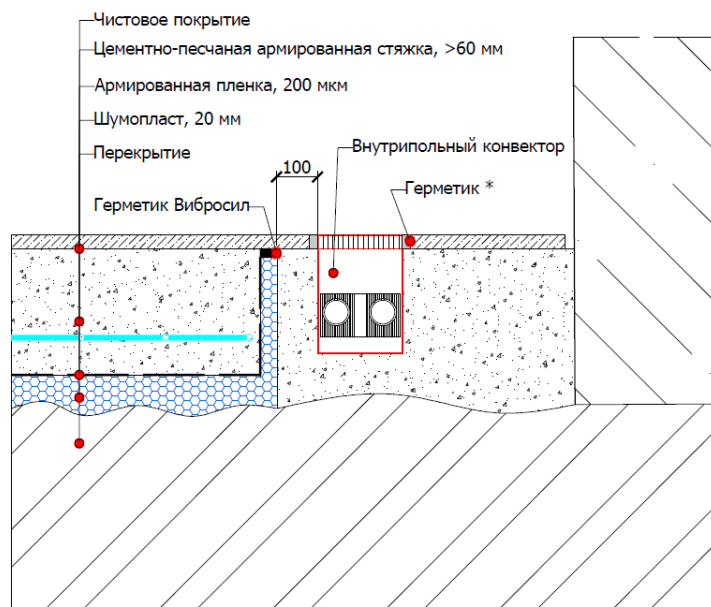 Чистовое покрытие
Цементно-песчаная армированная стяжка, >60 мм
Армированная пленка, 200 мкм
Шумопласт, 20 мм
Перекрытие
Внутрипольный конвектор
100
Герметик *
Герметик Вибросил